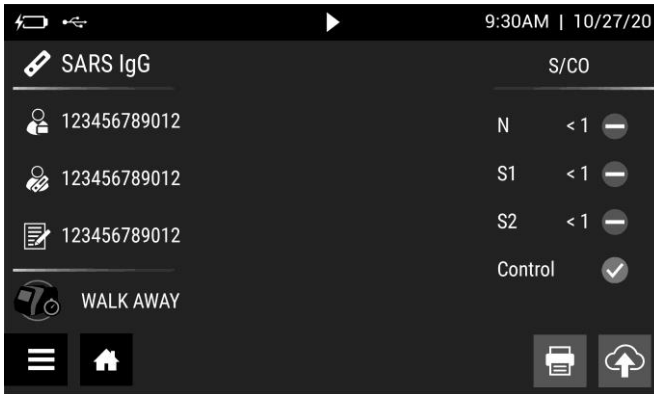 9:30AM | 10/27/20
SARS IgG
S/CO
123456789012
N < 1
123456789012
S1 < 1
123456789012
S2 < 1
Control
WALK AWAY